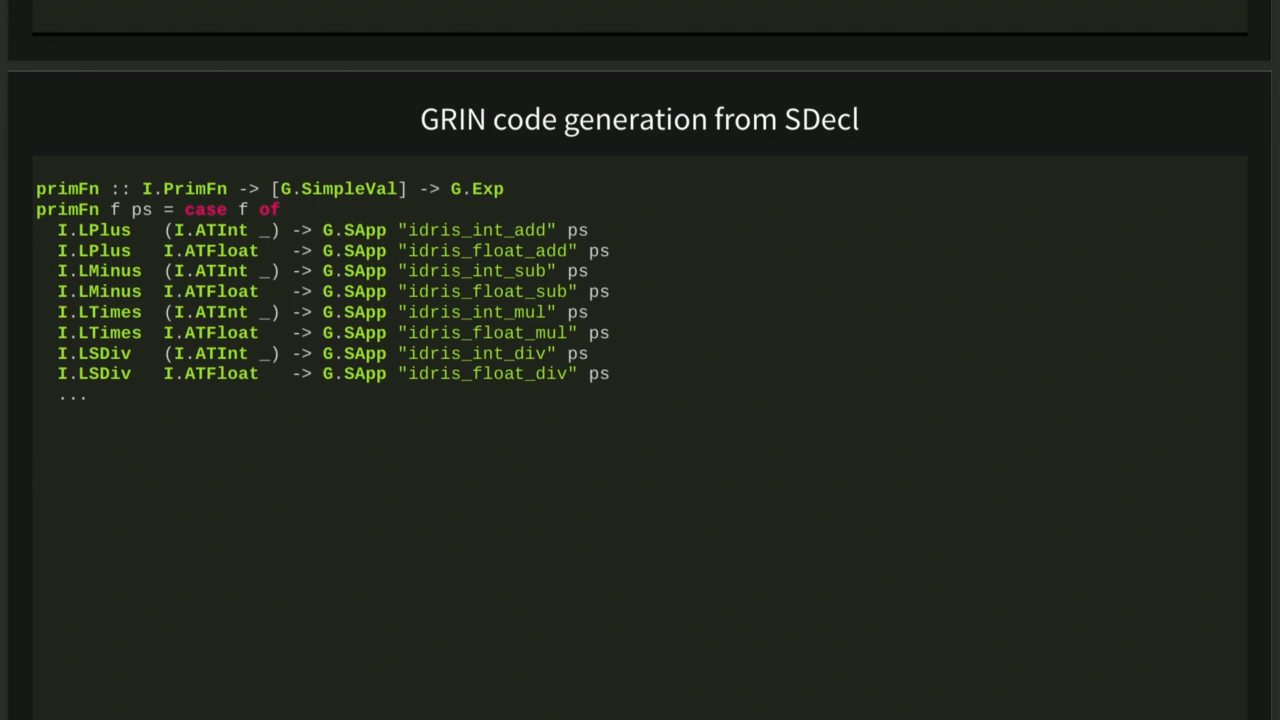 GRIN code generation from SDecl
primFn :: I.PrimFn -> [G.SimpleVal] -> G.Exp
primFn f ps = case f of
  I.LPlus   (I.ATInt _) -> G.SApp "idris_int_add" ps
  I.LPlus   I.ATFloat   -> G.SApp "idris_float_add" ps
  I.LMinus  (I.ATInt _) -> G.SApp "idris_int_sub" ps
  I.LMinus  I.ATFloat   -> G.SApp "idris_float_sub" ps
  I.LTimes  (I.ATInt _) -> G.SApp "idris_int_mul" ps
  I.LTimes  I.ATFloat   -> G.SApp "idris_float_mul" ps
  I.LSDiv   (I.ATInt _) -> G.SApp "idris_int_div" ps
  I.LSDiv   I.ATFloat   -> G.SApp "idris_float_div" ps
  ...